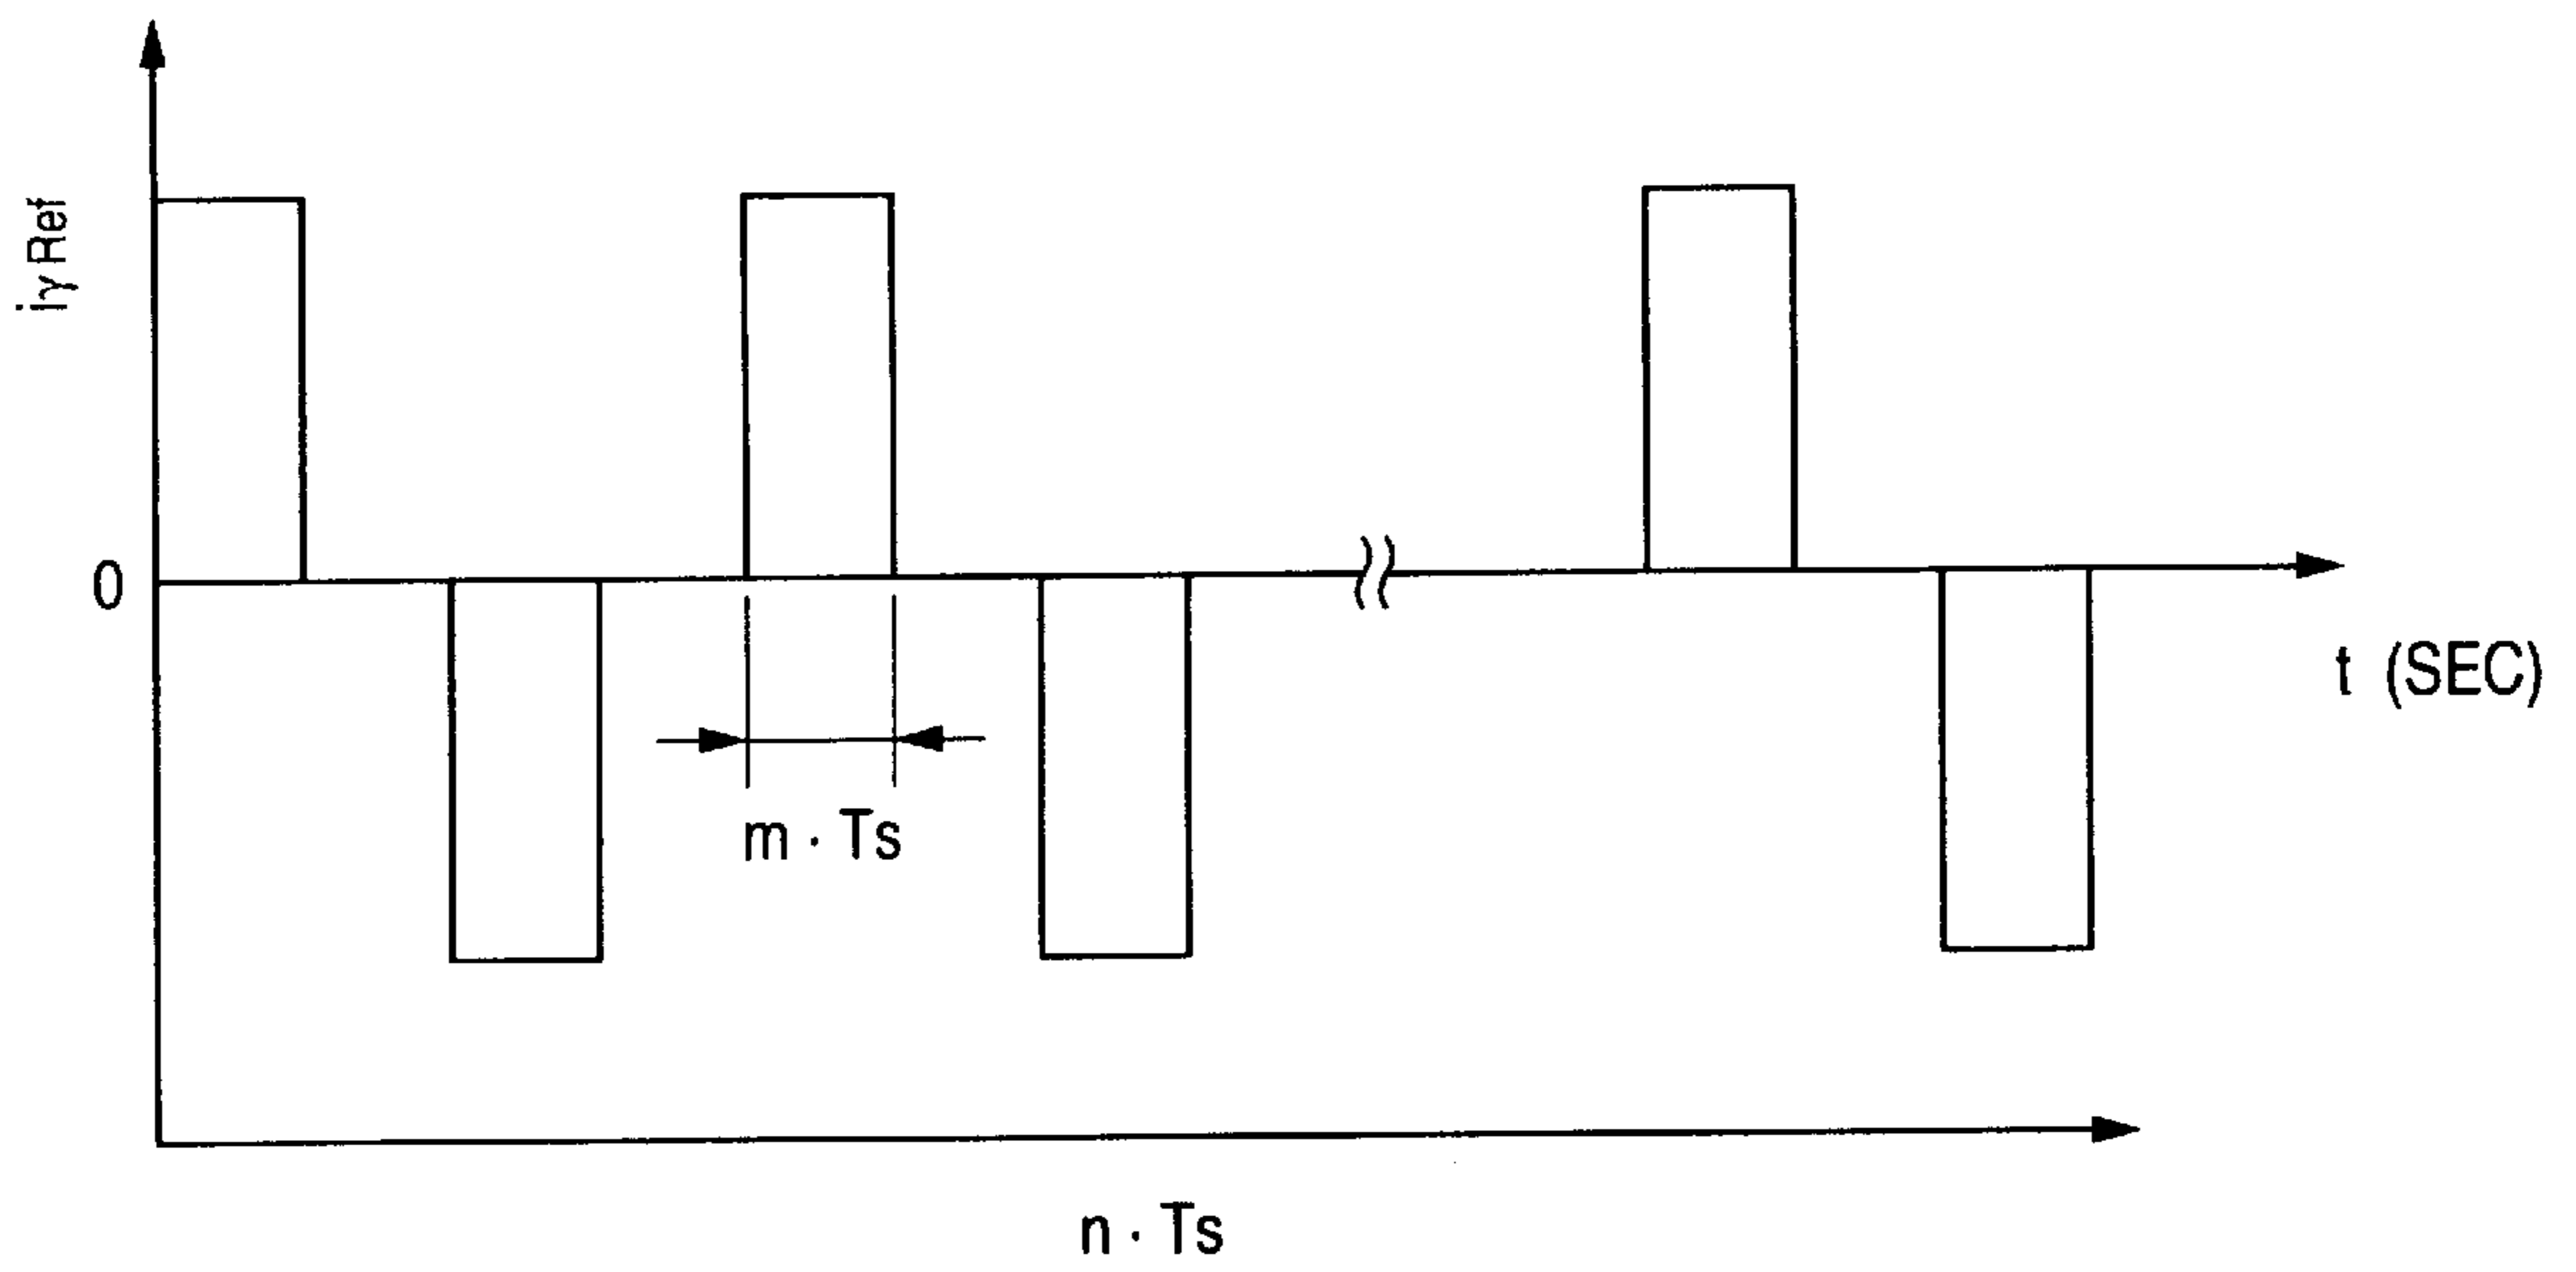 iγ Ref
0
t (SEC)
m · Ts
n · Ts